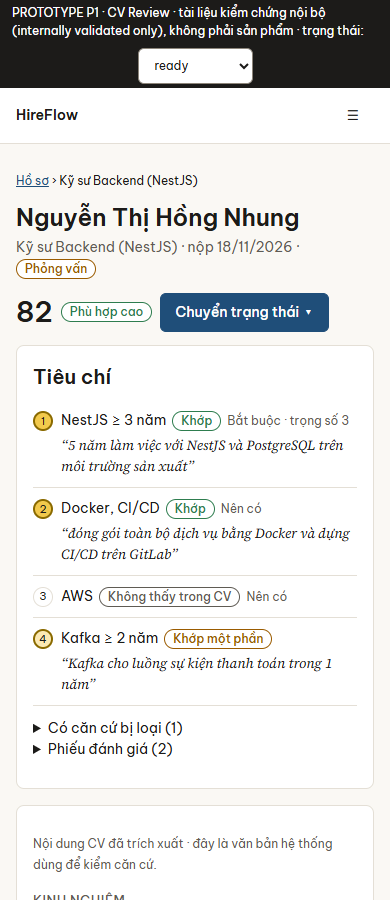 PROTOTYPE P1 · CV Review · tài liệu kiểm chứng nội bộ
(internally validated only), không phải sản phẩm · trạng thái:
ready
HireFlow
☰
Hồ sơ › Kỹ sư Backend (NestJS)
Nguyễn Thị Hồng Nhung
Kỹ sư Backend (NestJS) · nộp 18/11/2026 ·
Phỏng vấn
82 Phù hợp cao Chuyển trạng thái ▾
Tiêu chí
1 NestJS ≥ 3 năm Khớp Bắt buộc · trọng số 3
“5 năm làm việc với NestJS và PostgreSQL trên
môi trường sản xuất”
2 Docker, CI/CD Khớp Nên có
“đóng gói toàn bộ dịch vụ bằng Docker và dựng
CI/CD trên GitLab”
3 AWS Không thấy trong CV Nên có
4 Kafka ≥ 2 năm Khớp một phần
“Kafka cho luồng sự kiện thanh toán trong 1
năm”
▶ Có căn cứ bị loại (1)
▶ Phiếu đánh giá (2)
Nội dung CV đã trích xuất · đây là văn bản hệ thống
dùng để kiểm căn cứ.
KINH NGHIỆM